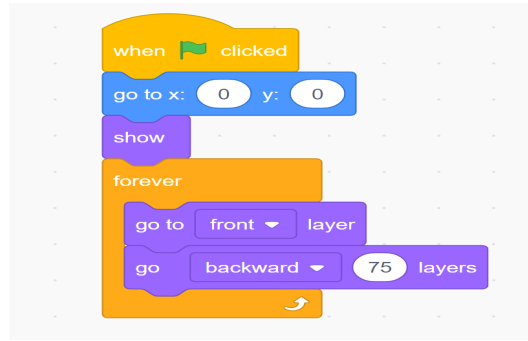 when clicked
go to x: 0 y: 0
show
forever
go to front layer
go backward 75 layers